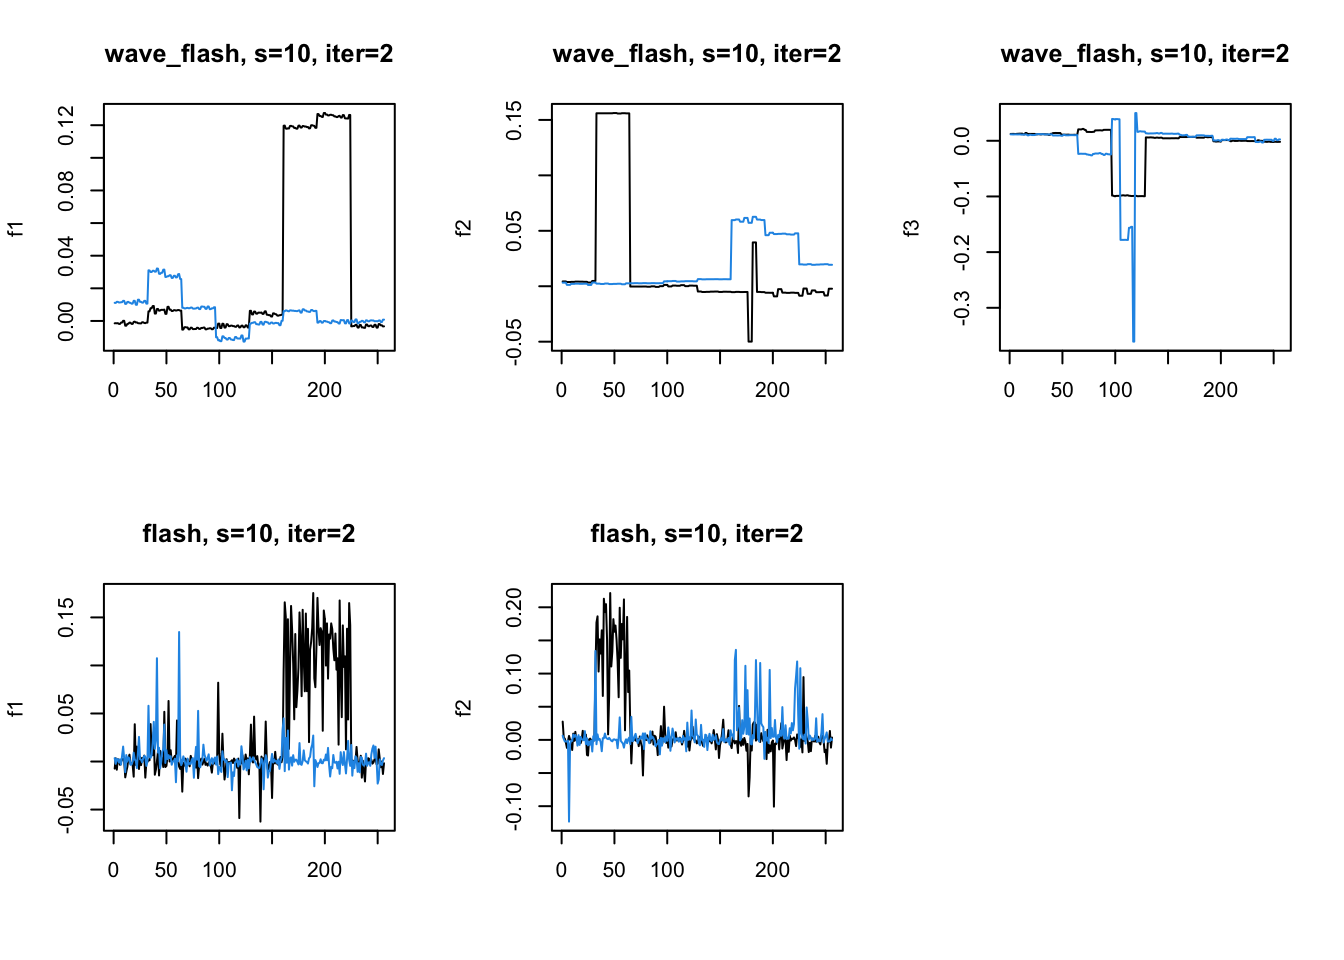 wave_flash, s=10, iter=2
f1
0.00 0.04 0.08 0.12
0 50 100 200
wave_flash, s=10, iter=2
f2
-0.05 0.05 0.15
0 50 100 200
wave_flash, s=10, iter=2
f3
-0.3 -0.2 -0.1 0.0
0 50 100 200
flash, s=10, iter=2
f1
-0.05 0.05 0.15
0 50 100 200
flash, s=10, iter=2
f2
-0.10 0.00 0.10 0.20
0 50 100 200